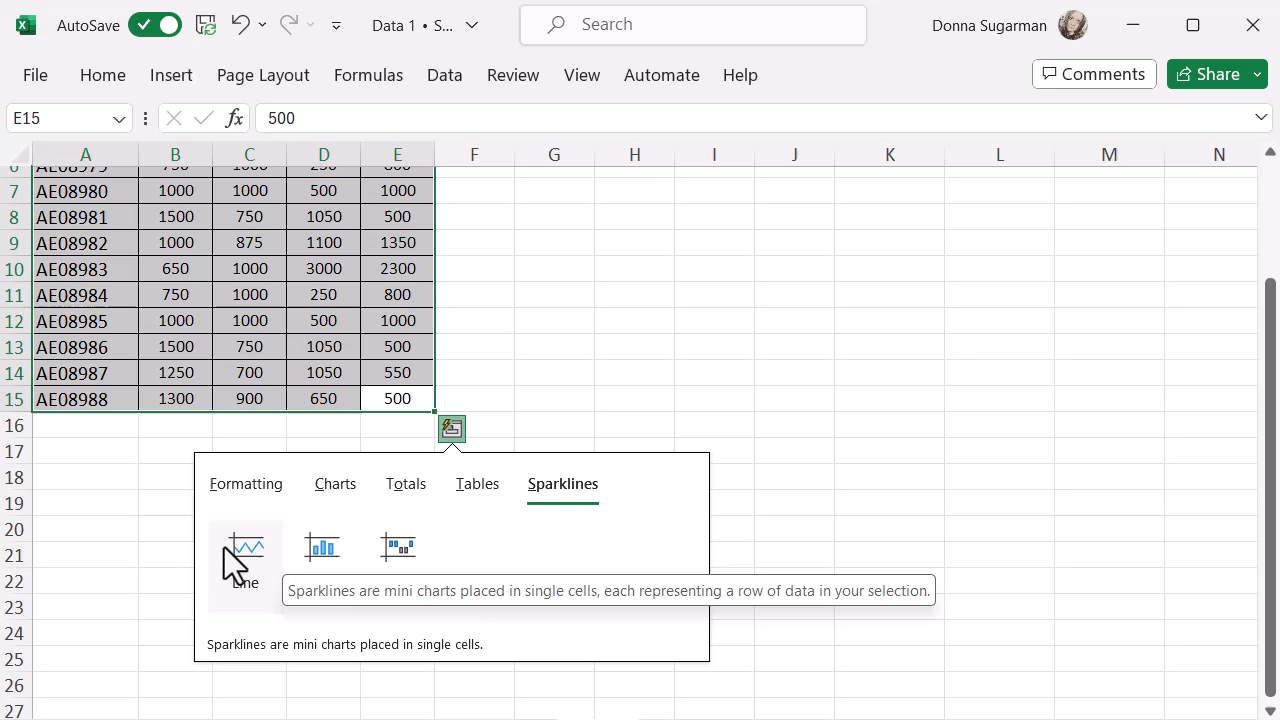 AutoSave Data 1 • S... Search Donna Sugarman
File Home Insert Page Layout Formulas Data Review View Automate Help Comments Share
E15 fx 500
A B C D E F G H I J K L M N
7 AE08980 1000 1000 500 1000
8 AE08981 1500 750 1050 500
9 AE08982 1000 875 1100 1350
10 AE08983 650 1000 3000 2300
11 AE08984 750 1000 250 800
12 AE08985 1000 1000 500 1000
13 AE08986 1500 750 1050 500
14 AE08987 1250 700 1050 550
15 AE08988 1300 900 650 500
16
17
18 Formatting Charts Totals Tables Sparklines
19
20
21
22 Line
Sparklines are mini charts placed in single cells, each representing a row of data in your selection.
23
24 Sparklines are mini charts placed in single cells.
25
26
27